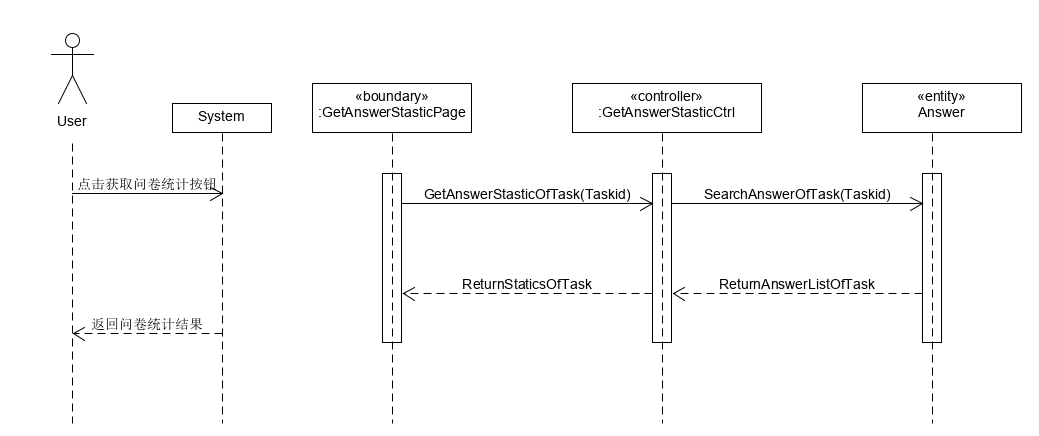 User
System
«boundary»
:GetAnswerStasticPage
«controller»
:GetAnswerStasticCtrl
«entity»
Answer
点击获取问卷统计按钮
GetAnswerStasticOfTask(Taskid)
SearchAnswerOfTask(Taskid)
ReturnStaticsOfTask
ReturnAnswerListOfTask
返回问卷统计结果